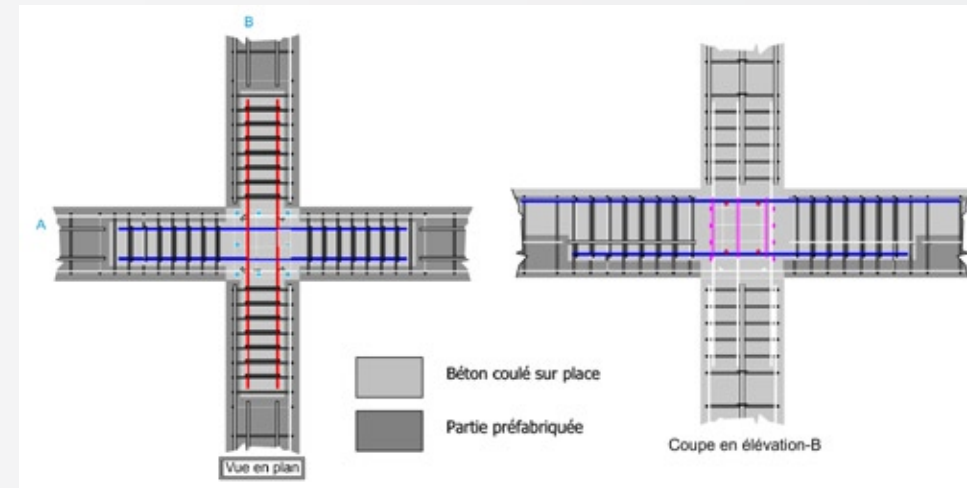 B
A
Béton coulé sur place
Partie préfabriquée
Vue en plan
Coupe en élévation-B